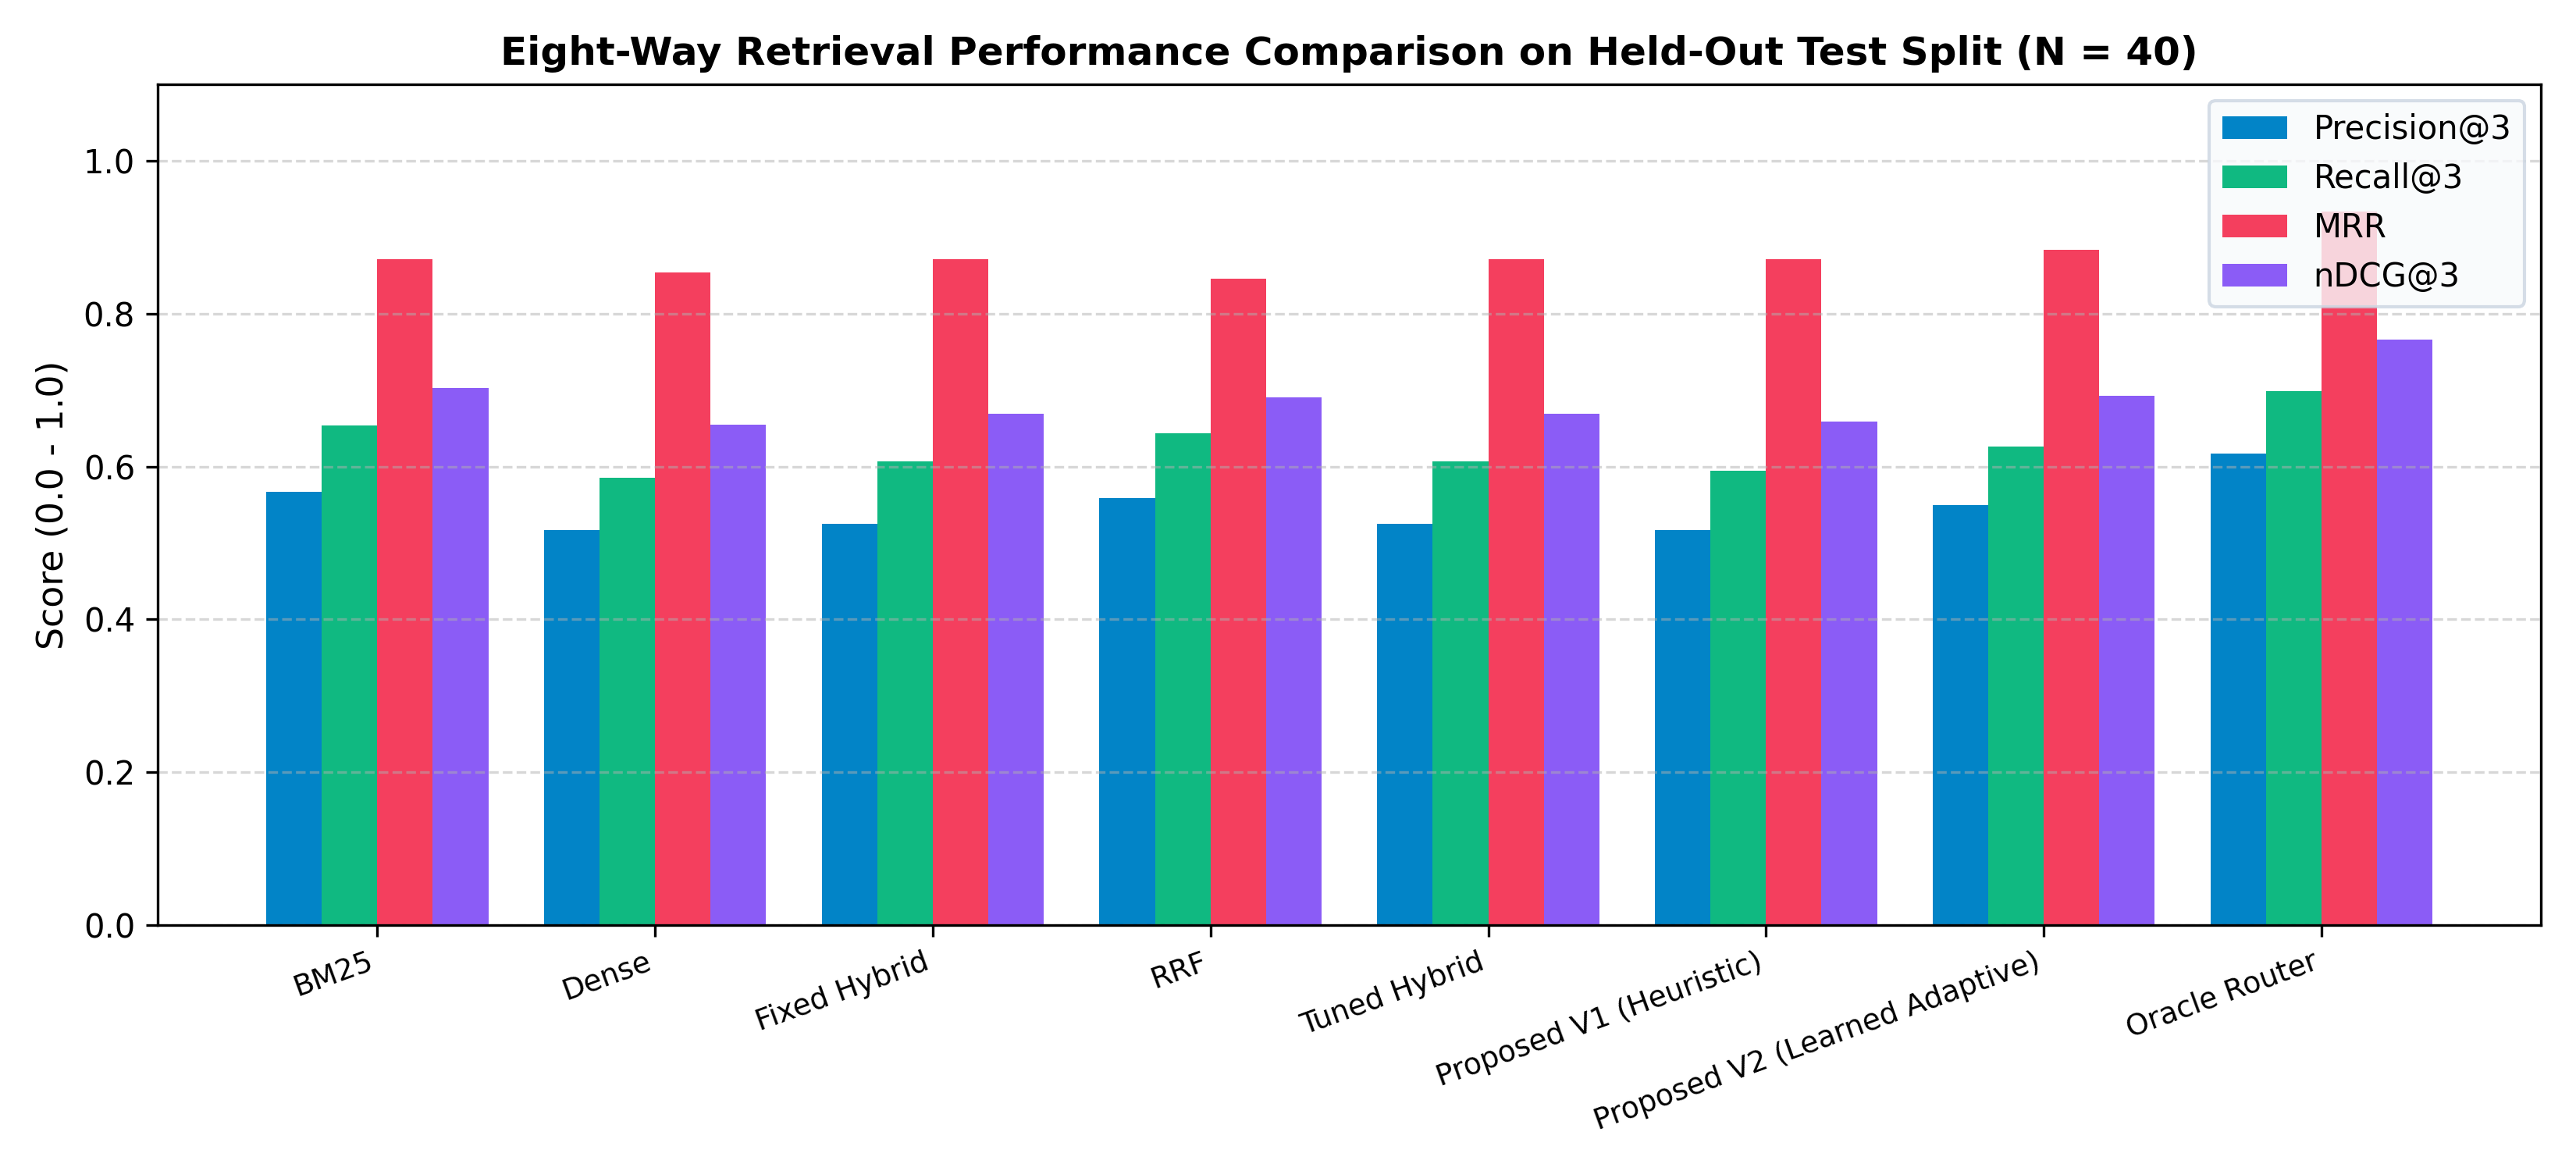 Eight-Way Retrieval Performance Comparison on Held-Out Test Split (N = 40)
Precision@3
Recall@3
MRR
nDCG@3
Score (0.0 - 1.0)
1.0
0.8
0.6
0.4
0.2
0.0
BM25
Dense
Fixed Hybrid
RRF
Tuned Hybrid
Proposed V1 (Heuristic)
Proposed V2 (Learned Adaptive)
Oracle Router